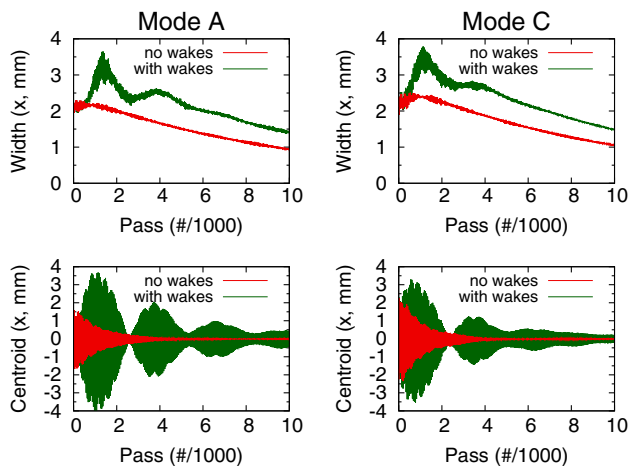 Mode A
Mode C
Width (x, mm)
4
3
2
1
0
no wakes
with wakes
0 2 4 6 8 10
Pass (#/1000)
Width (x, mm)
4
3
2
1
0
no wakes
with wakes
0 2 4 6 8 10
Pass (#/1000)
Centroid (x, mm)
4
3
2
1
0
-1
-2
-3
-4
no wakes
with wakes
0 2 4 6 8 10
Pass (#/1000)
Centroid (x, mm)
4
3
2
1
0
-1
-2
-3
-4
no wakes
with wakes
0 2 4 6 8 10
Pass (#/1000)